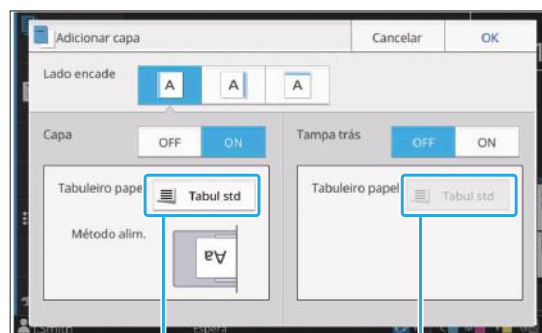 Adicionar capa
Cancelar
OK
Lado encade
A
A
A
Capa
OFF
ON
Tampa trás
OFF
ON
Tabuleiro pape
Tabul std
Tabuleiro papel
Tabul std
Método alim.
Aa
Smith
Espera